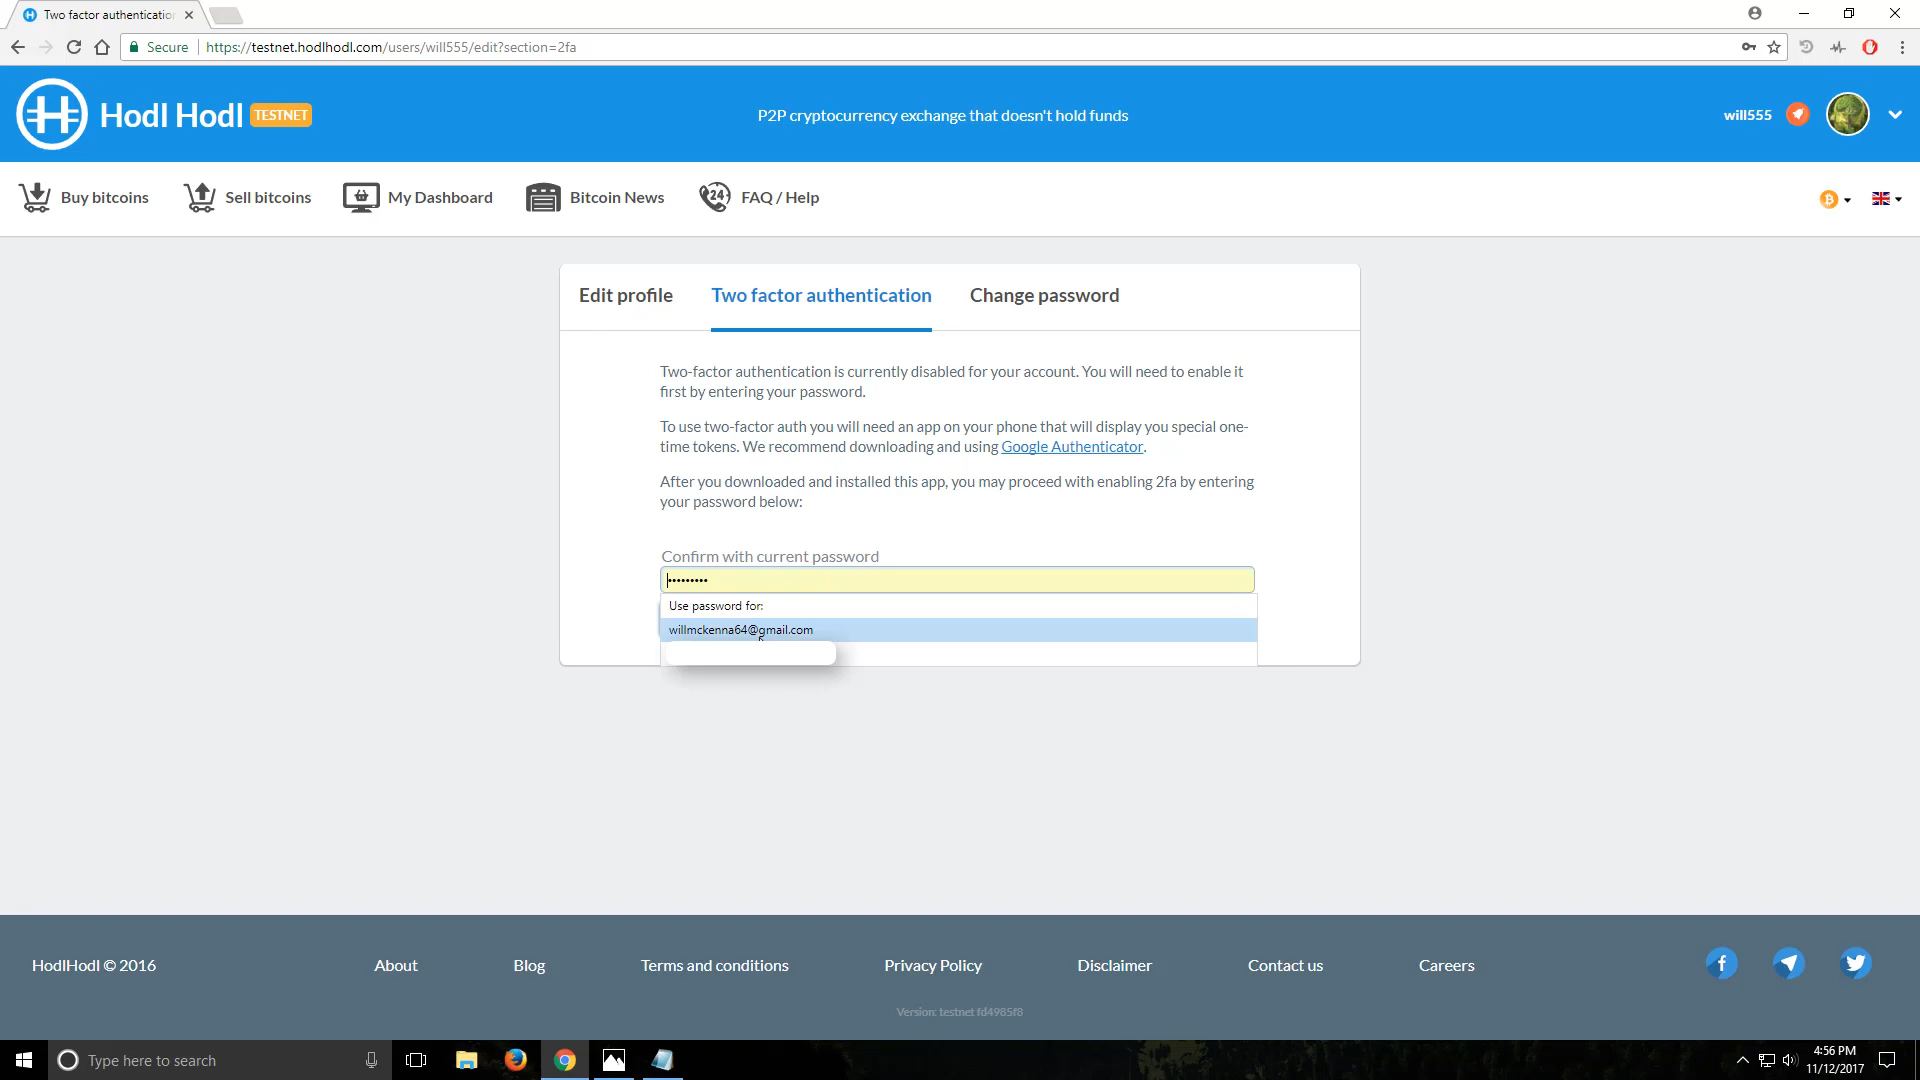 Two factor authentication
Secure
https://testnet.hodlhodl.com/users/will555/edit?section=2fa
Hodl Hodl TESTNET
P2P cryptocurrency exchange that doesn't hold funds
will555
Buy bitcoins
Sell bitcoins
My Dashboard
Bitcoin News
24
FAQ / Help
Edit profile
Two factor authentication
Change password
Two-factor authentication is currently disabled for your account. You will need to enable it
first by entering your password.
To use two-factor auth you will need an app on your phone that will display you special one-
time tokens. We recommend downloading and using Google Authenticator.
After you downloaded and installed this app, you may proceed with enabling 2fa by entering
your password below:
Confirm with current password
•••••••••
Use password for:
willmckenna64@gmail.com
HodlHodl © 2016
About
Blog
Terms and conditions
Privacy Policy
Disclaimer
Contact us
Careers
Version: testnet fd4985f8
Type here to search
4:56 PM
11/12/2017